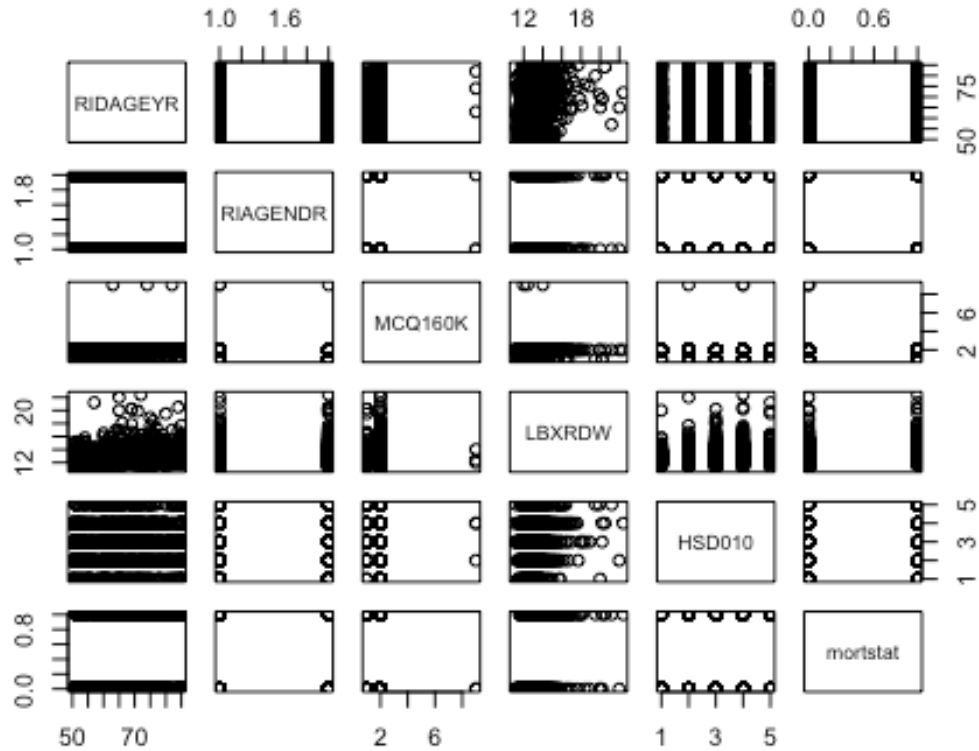 1.0 1.6 12 18 0.0 0.6
RIDAGEYR 50 75
1.0 1.8 RIAGENDR
MCQ160K 2 6
12 20 LBXRDW
HSD010 1 3 5
0.0 0.8 mortstat
50 70 2 6 1 3 5